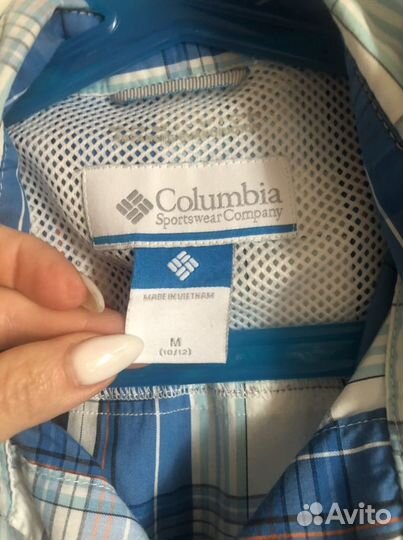 Columbia
Sportswear Company
MADE IN VIETNAM
M
(10/12)
Avito